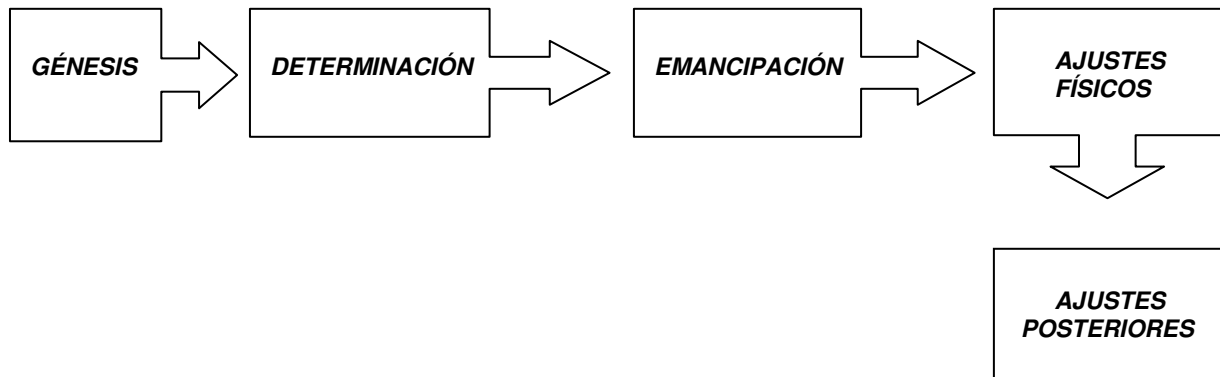 GÉNESIS
DETERMINACIÓN
EMANCIPACIÓN
AJUSTES
FÍSICOS
AJUSTES
POSTERIORES